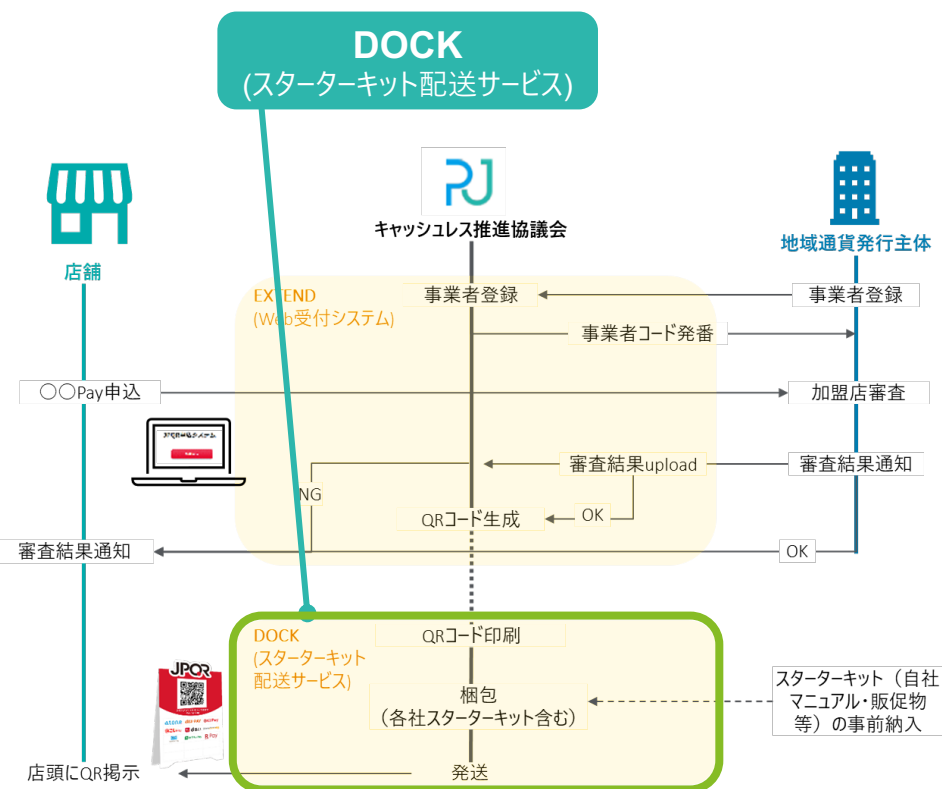 DOCK
(スターターキット配送サービス)
キャッシュレス推進協議会
地域通貨発行主体
店舗
EXTEND
(Web受付システム)
事業者登録
事業者登録
事業者コード発番
○○Pay申込
加盟店審査
審査結果upload
審査結果通知
NG
QRコード生成
OK
審査結果通知
OK
DOCK
(スターターキット
配送サービス)
QRコード印刷
JPQR
梱包
(各社スターターキット含む)
スターターキット(自社
マニュアル・販促物
等)の事前納入
店頭にQR掲示
発送